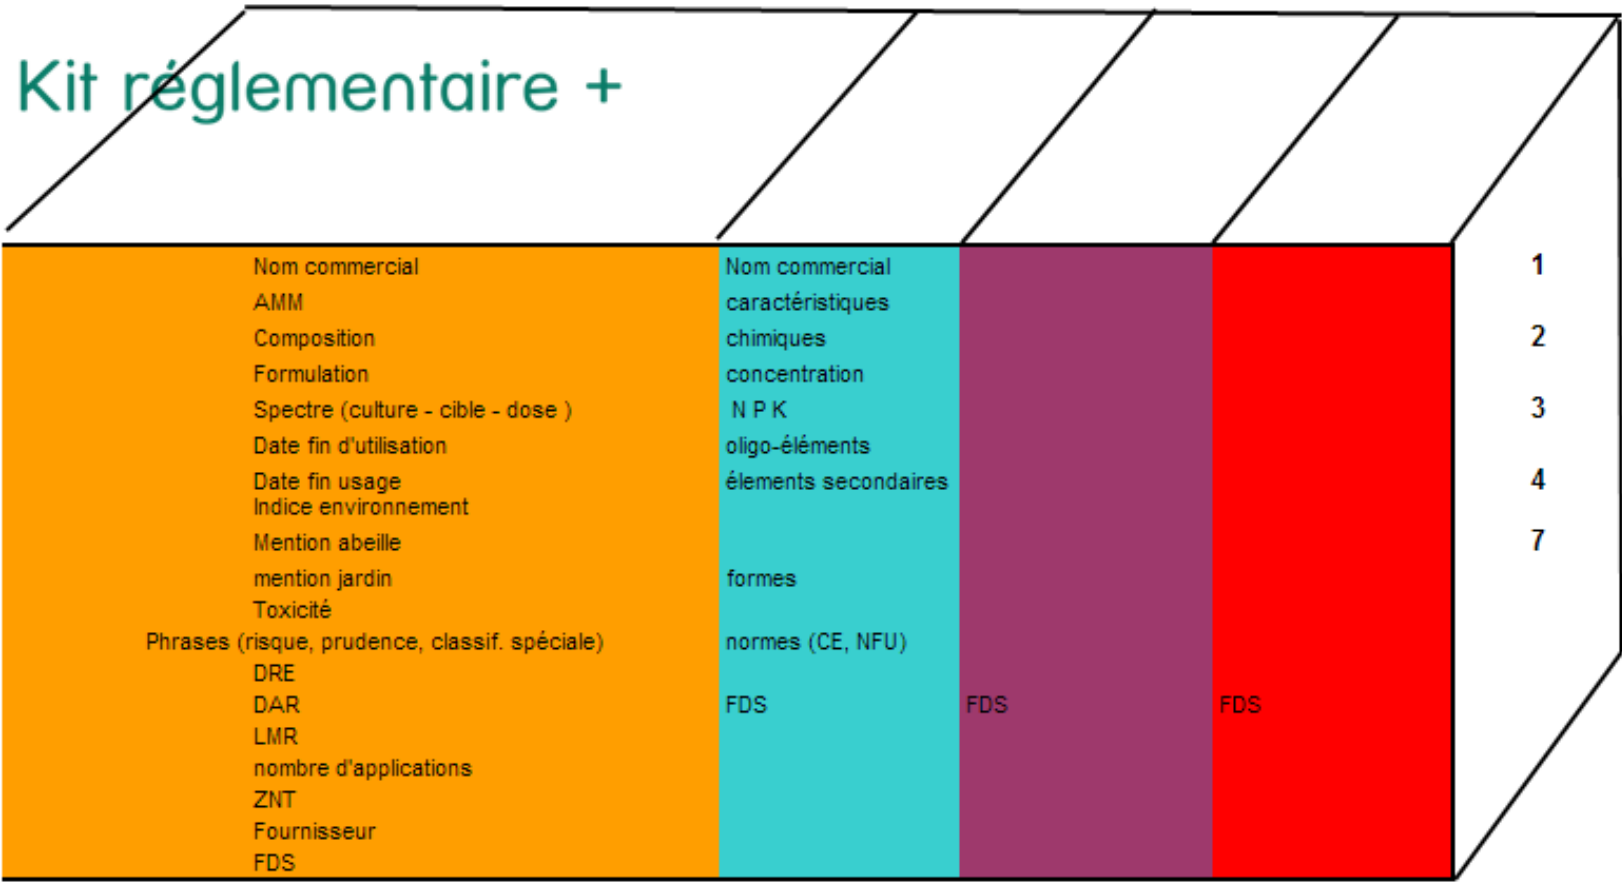 Kit réglementaire +
Nom commercial Nom commercial 1
AMM caractéristiques
Composition chimiques 2
Formulation concentration
Spectre (culture - cible - dose ) N P K 3
Date fin d'utilisation oligo-éléments
Date fin usage élements secondaires 4
Indice environnement
Mention abeille 7
mention jardin formes
Toxicité
Phrases (risque, prudence, classif. spéciale) normes (CE, NFU)
DRE
DAR FDS FDS FDS
LMR
nombre d'applications
ZNT
Fournisseur
FDS